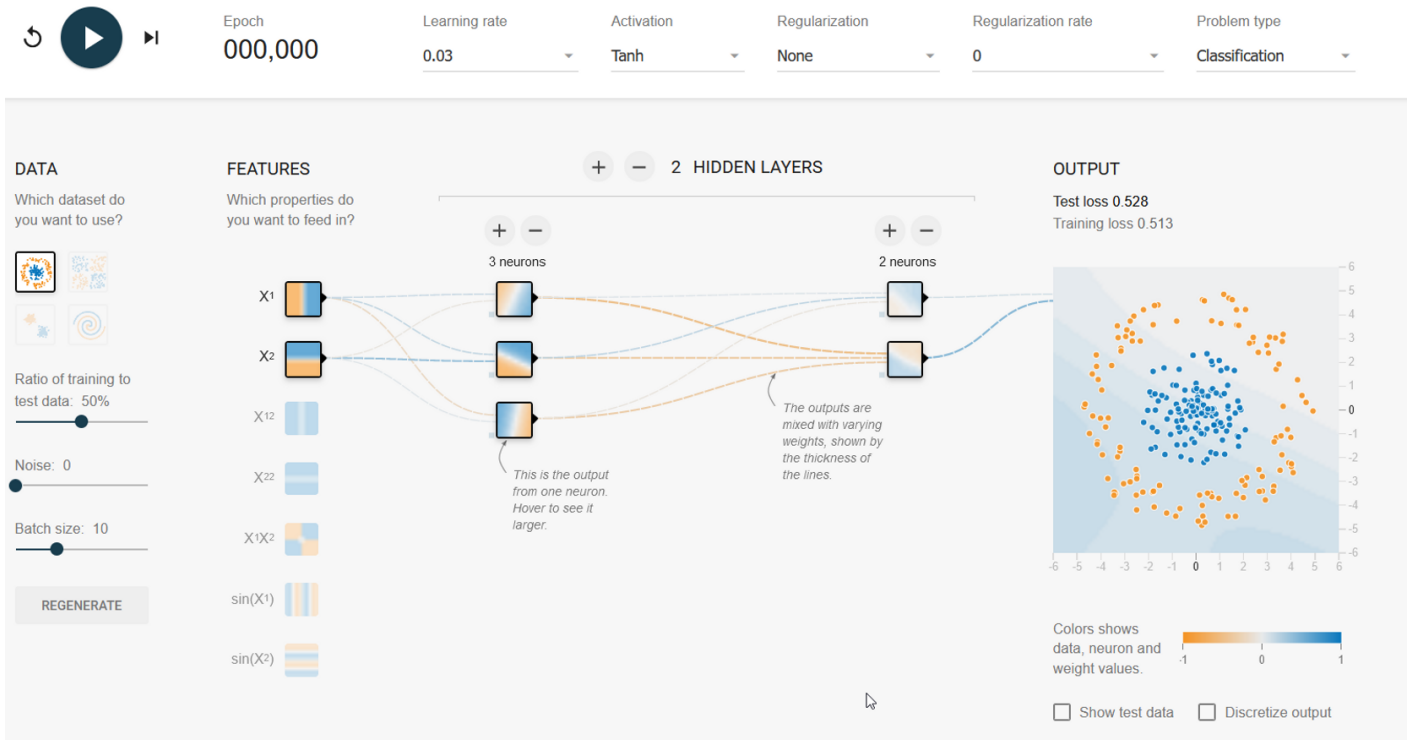 Epoch
000,000
Learning rate
0.03
Activation
Tanh
Regularization
None
Regularization rate
0
Problem type
Classification
DATA
Which dataset do
you want to use?
Ratio of training to
test data: 50%
Noise: 0
Batch size: 10
REGENERATE
FEATURES
Which properties do
you want to feed in?
X1
X2
X12
X22
X1X2
sin(X1)
sin(X2)
+ − 2 HIDDEN LAYERS
+ −
3 neurons
+ −
2 neurons
This is the output
from one neuron.
Hover to see it
larger.
The outputs are
mixed with varying
weights, shown by
the thickness of
the lines.
OUTPUT
Test loss 0.528
Training loss 0.513
6
5
4
3
2
1
0
-1
-2
-3
-4
-5
-6
-6 -5 -4 -3 -2 -1 0 1 2 3 4 5 6
Colors shows
data, neuron and
weight values.
-1 0 1
Show test data
Discretize output